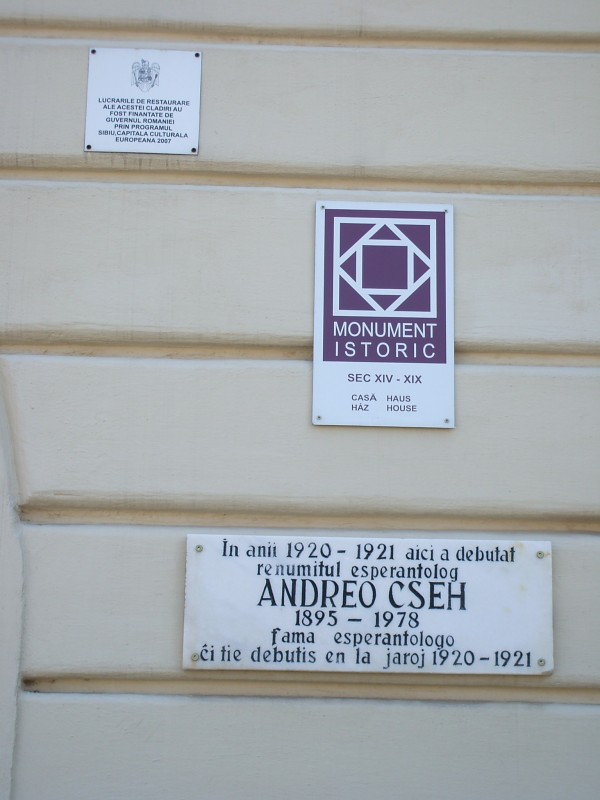 LUCRARILE DE RESTAURARE
ALE ACESTEI CLADIRI AU
FOST FINANTATE DE
GUVERNUL ROMANIEI
PRIN PROGRAMUL
SIBIU,CAPITALA CULTURALA
EUROPEANA 2007
MONUMENT
ISTORIC
SEC XIV - XIX
CASĂ HAUS
HÁZ HOUSE
În anii 1920 - 1921 aici a debutat
renumitul esperantolog
ANDREO CSEH
1895 - 1978
fama esperantologo
ĉi tie debutis en la jaroj 1920 - 1921